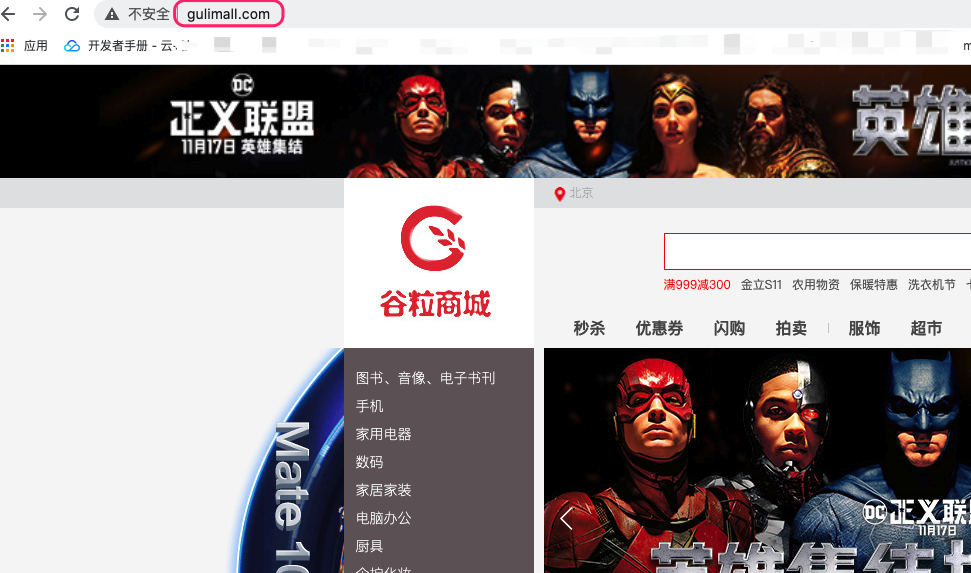 不安全 gulimall.com
应用 开发者手册 - 云·
DC
正义联盟
11月17日 英雄集结
英雄
北京
谷粒商城
满999减300 金立S11 农用物资 保暖特惠 洗衣机节
秒杀 优惠券 闪购 拍卖 | 服饰 超市
图书、音像、电子书刊
手机
家用电器
数码
家居家装
电脑办公
厨具
个护化妆
Mate 10
DC 正义联
11月17日
英雄集结